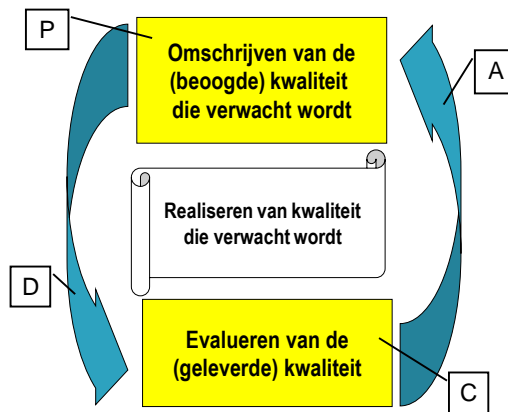 P
Omschrijven van de
(beoogde) kwaliteit
die verwacht wordt
A
Realiseren van kwaliteit
die verwacht wordt
D
Evalueren van de
(geleverde) kwaliteit
C